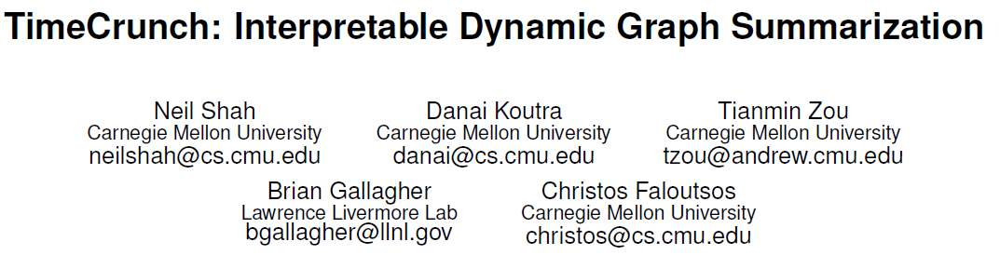 TimeCrunch: Interpretable Dynamic Graph Summarization
Neil Shah
Carnegie Mellon University
neilshah@cs.cmu.edu
Danai Koutra
Carnegie Mellon University
danai@cs.cmu.edu
Tianmin Zou
Carnegie Mellon University
tzou@andrew.cmu.edu
Brian Gallagher
Lawrence Livermore Lab
bgallagher@llnl.gov
Christos Faloutsos
Carnegie Mellon University
christos@cs.cmu.edu